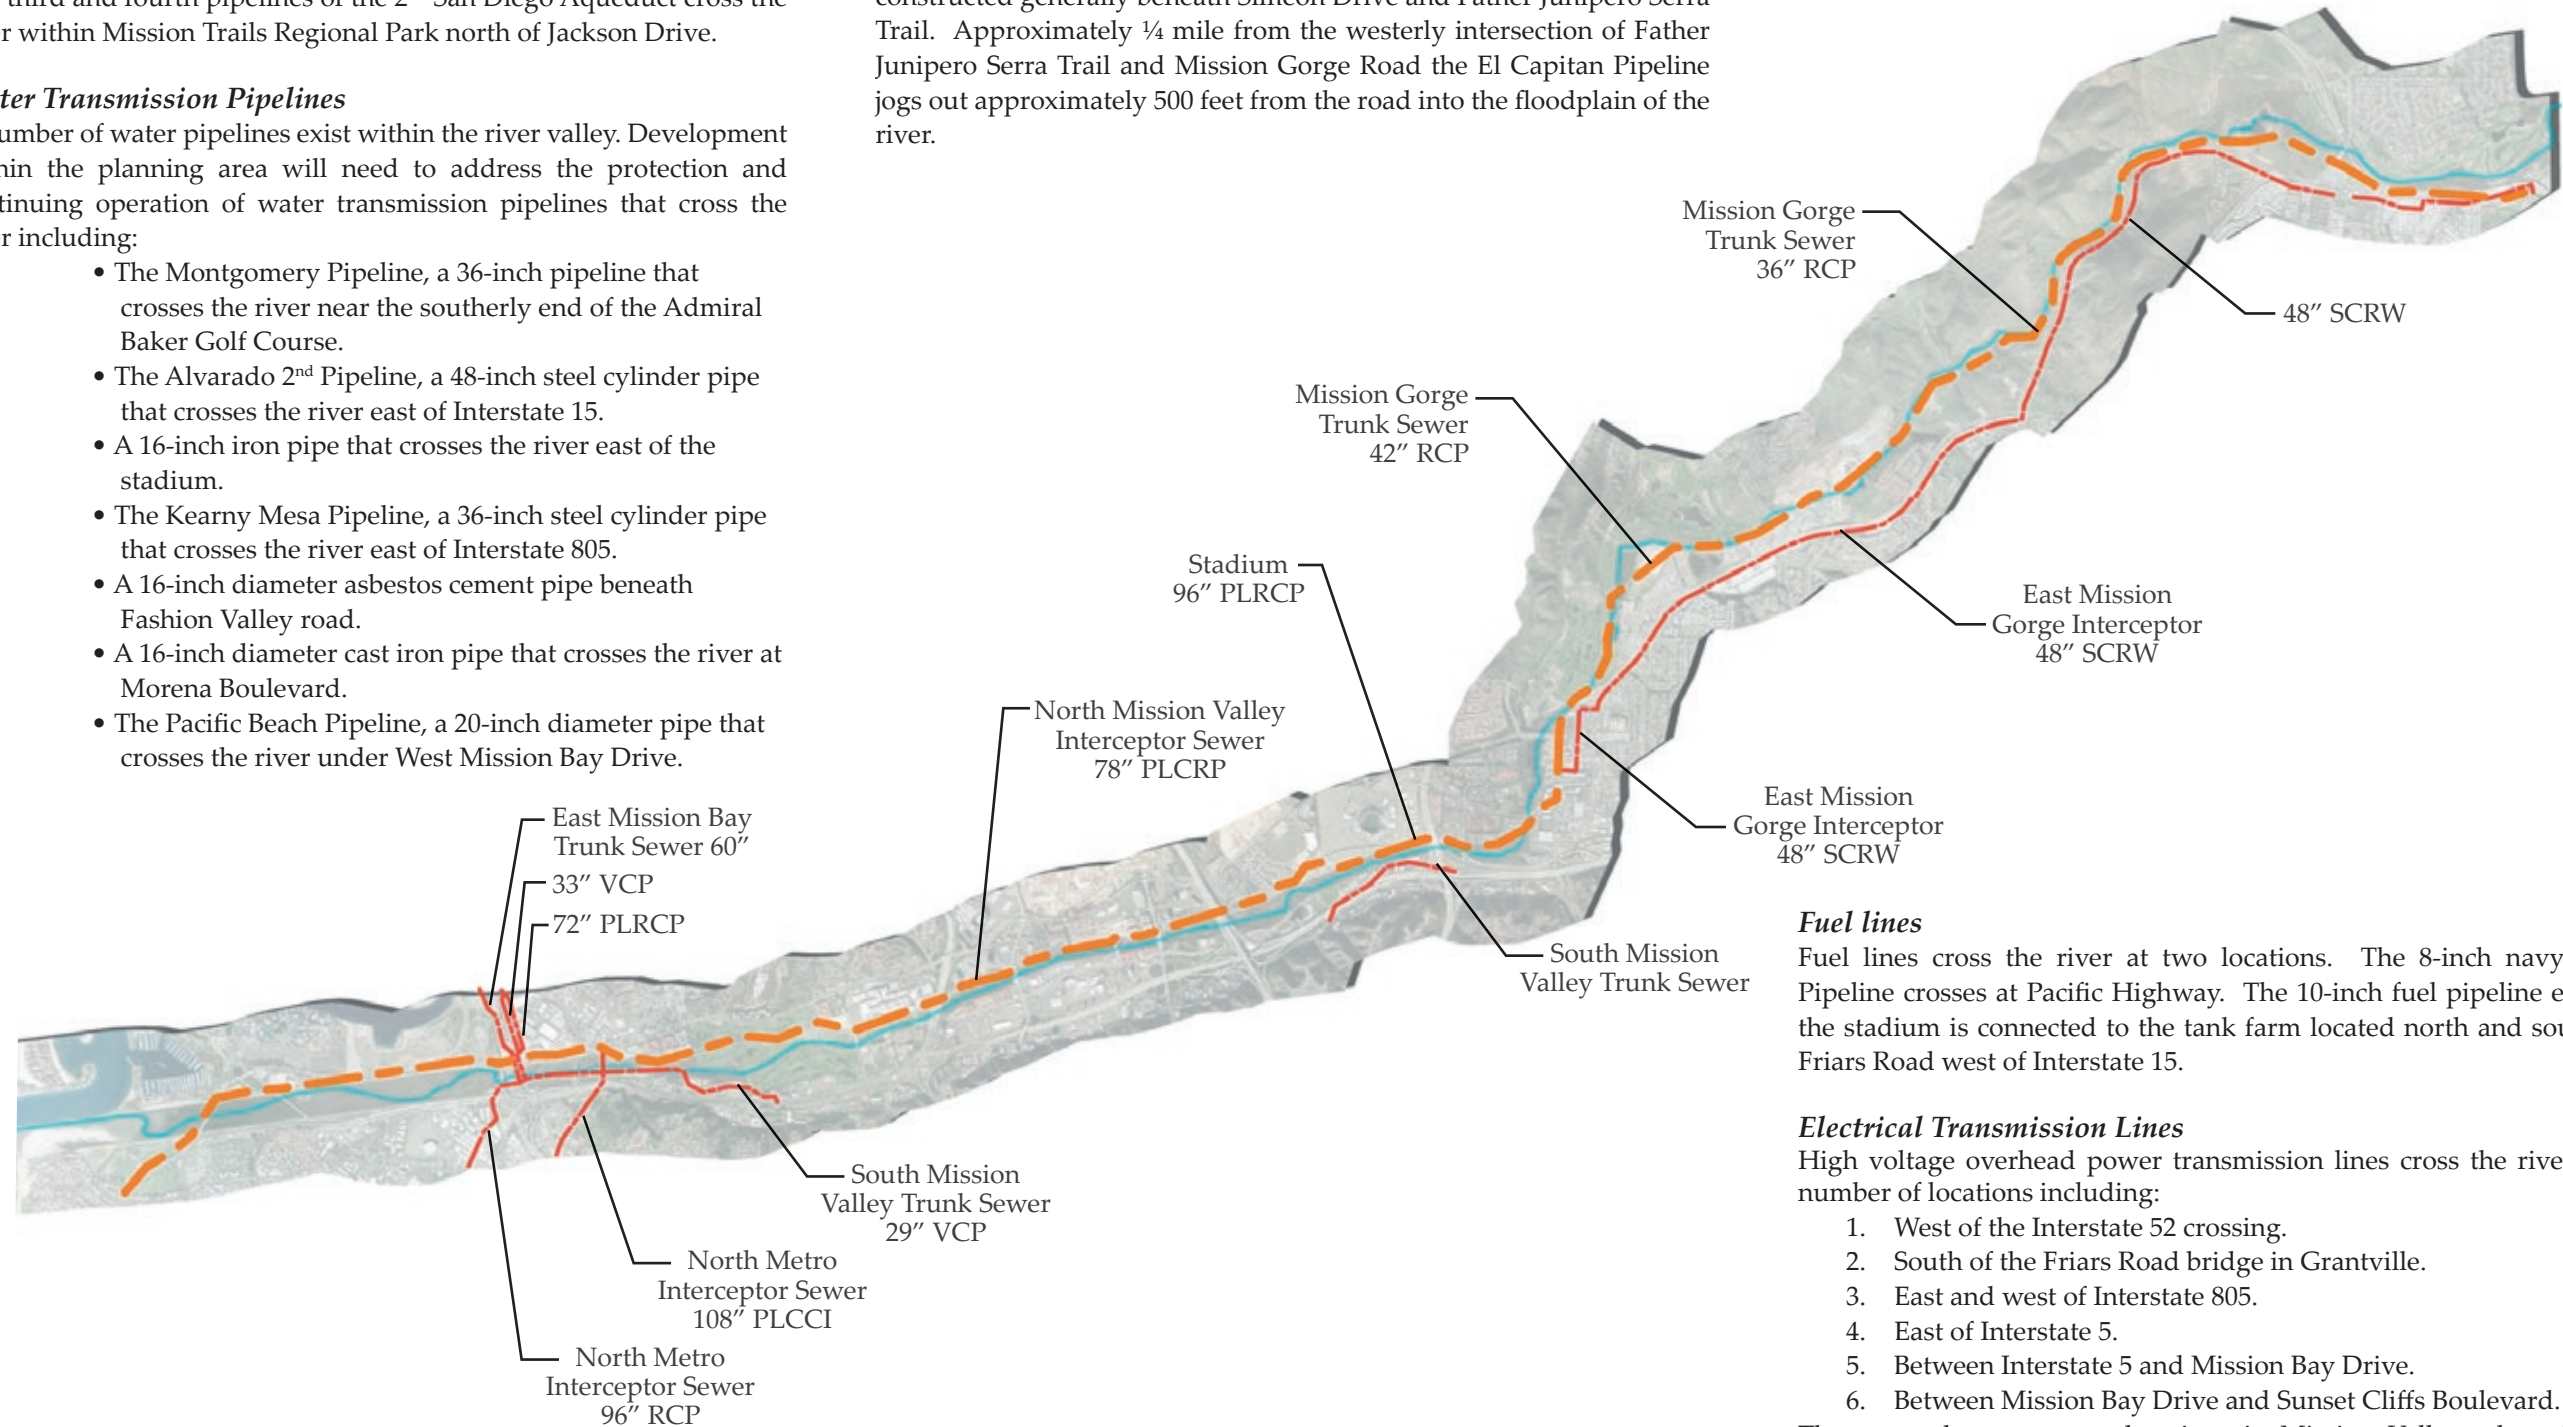 third and fourth pipelines of the 2nd San Diego Aqueduct cross the
r within Mission Trails Regional Park north of Jackson Drive.
ter Transmission Pipelines
umber of water pipelines exist within the river valley. Development
hin the planning area will need to address the protection and
tinuing operation of water transmission pipelines that cross the
r including:
• The Montgomery Pipeline, a 36-inch pipeline that
crosses the river near the southerly end of the Admiral
Baker Golf Course.
• The Alvarado 2nd Pipeline, a 48-inch steel cylinder pipe
that crosses the river east of Interstate 15.
• A 16-inch iron pipe that crosses the river east of the
stadium.
• The Kearny Mesa Pipeline, a 36-inch steel cylinder pipe
that crosses the river east of Interstate 805.
• A 16-inch diameter asbestos cement pipe beneath
Fashion Valley road.
• A 16-inch diameter cast iron pipe that crosses the river at
Morena Boulevard.
• The Pacific Beach Pipeline, a 20-inch diameter pipe that
crosses the river under West Mission Bay Drive.
constructed generally beneath Simeon Drive and Father Junipero Serra
Trail. Approximately ¼ mile from the westerly intersection of Father
Junipero Serra Trail and Mission Gorge Road the El Capitan Pipeline
jogs out approximately 500 feet from the road into the floodplain of the
river.
Mission Gorge
Trunk Sewer
36″ RCP
48″ SCRW
Mission Gorge
Trunk Sewer
42″ RCP
Stadium
96″ PLRCP
East Mission
Gorge Interceptor
48″ SCRW
North Mission Valley
Interceptor Sewer
78″ PLCRP
East Mission
Gorge Interceptor
48″ SCRW
East Mission Bay
Trunk Sewer 60″
33″ VCP
72″ PLRCP
South Mission
Valley Trunk Sewer
South Mission
Valley Trunk Sewer
29″ VCP
North Metro
Interceptor Sewer
108″ PLCCI
North Metro
Interceptor Sewer
96″ RCP
Fuel lines
Fuel lines cross the river at two locations. The 8-inch navy
Pipeline crosses at Pacific Highway. The 10-inch fuel pipeline e
the stadium is connected to the tank farm located north and sou
Friars Road west of Interstate 15.
Electrical Transmission Lines
High voltage overhead power transmission lines cross the rive
number of locations including:
1. West of the Interstate 52 crossing.
2. South of the Friars Road bridge in Grantville.
3. East and west of Interstate 805.
4. East of Interstate 5.
5. Between Interstate 5 and Mission Bay Drive.
6. Between Mission Bay Drive and Sunset Cliffs Boulevard.